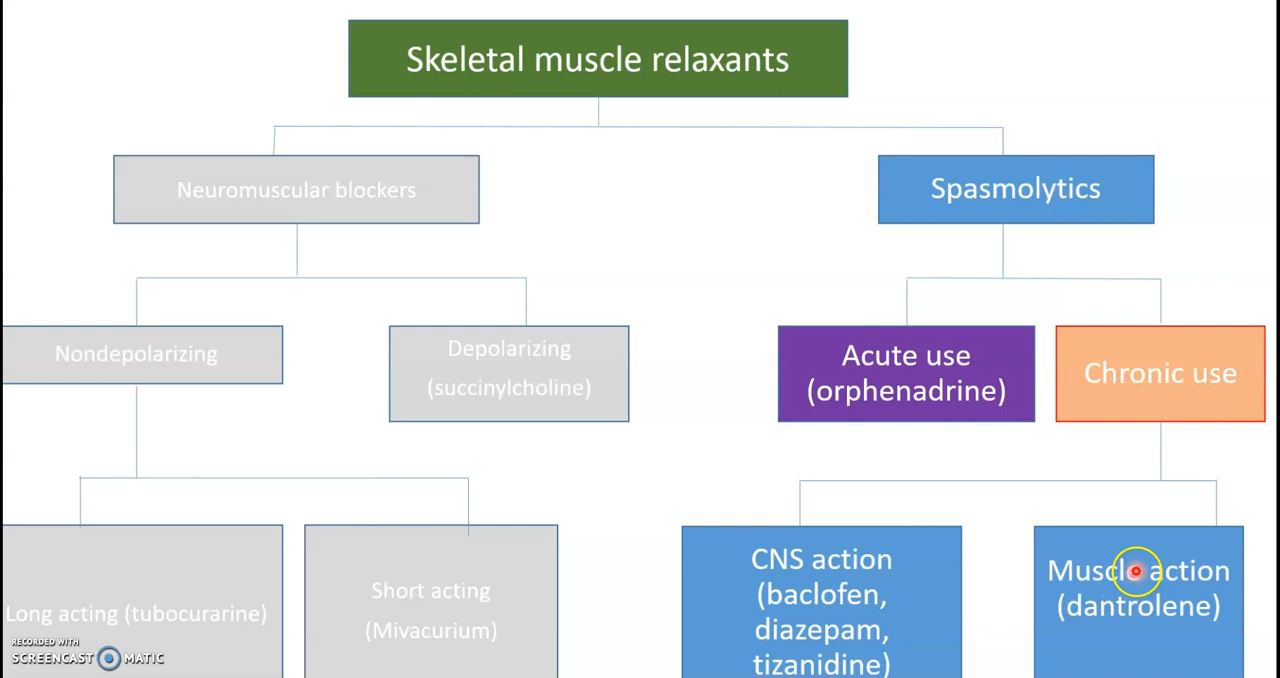 Skeletal muscle relaxants
Neuromuscular blockers
Spasmolytics
Nondepolarizing
Depolarizing
(succinylcholine)
Acute use
(orphenadrine)
Chronic use
Long acting (tubocurarine)
Short acting
(Mivacurium)
CNS action
(baclofen,
diazepam,
tizanidine)
Muscle action
(dantrolene)
RECORDED WITH
SCREENCAST MATIC